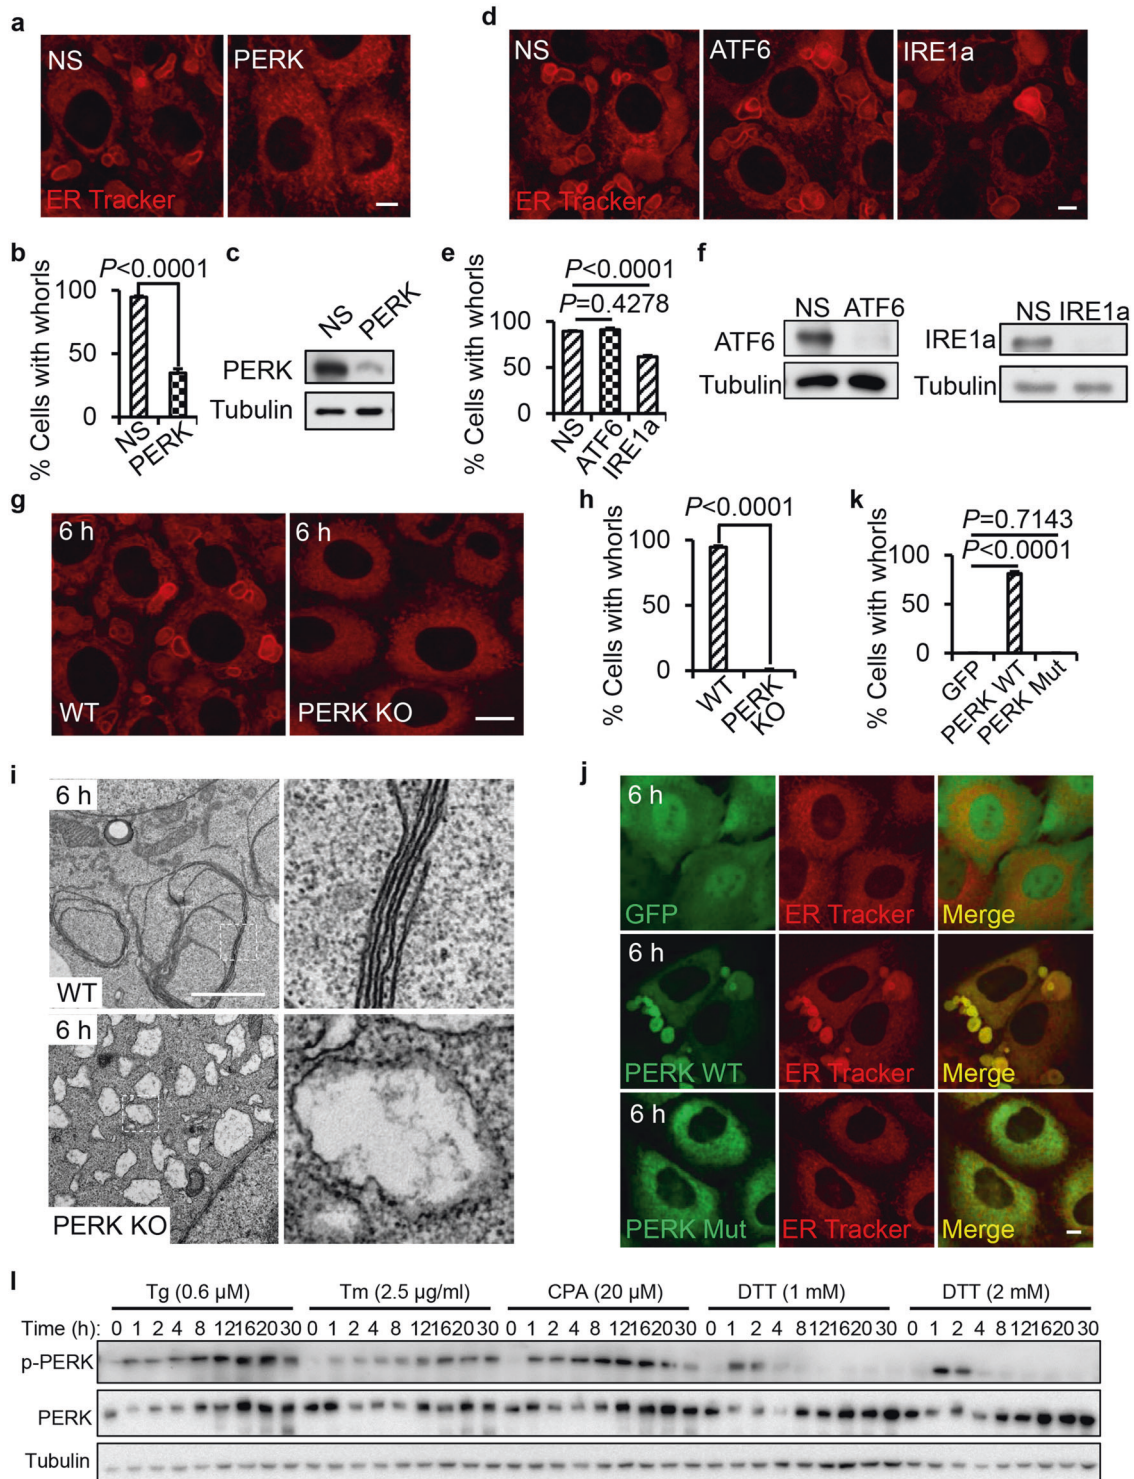 a
NS
PERK
ER Tracker
d
NS
ATF6
IRE1a
ER Tracker
b
% Cells with whorls
P<0.0001
100
50
0
NS
PERK
c
NS
PERK
PERK
Tubulin
e
% Cells with whorls
P<0.0001
P=0.4278
100
50
0
NS
ATF6
IRE1a
f
NS ATF6
ATF6
Tubulin
NS IRE1a
IRE1a
Tubulin
g
6 h
WT
6 h
PERK KO
h
% Cells with whorls
P<0.0001
100
50
0
WT
PERK
KO
k
% Cells with whorls
P=0.7143
P<0.0001
100
50
0
GFP
PERK WT
PERK Mut
i
6 h
WT
6 h
PERK KO
j
6 h
GFP
ER Tracker
Merge
6 h
PERK WT
ER Tracker
Merge
6 h
PERK Mut
ER Tracker
Merge
l
Tg (0.6 µM) Tm (2.5 µg/ml) CPA (20 µM) DTT (1 mM) DTT (2 mM)
Time (h): 0 1 2 4 8 12 16 20 30 0 1 2 4 8 12 16 20 30 0 1 2 4 8 12 16 20 30 0 1 2 4 8 12 16 20 30 0 1 2 4 8 12 16 20 30
p-PERK
PERK
Tubulin